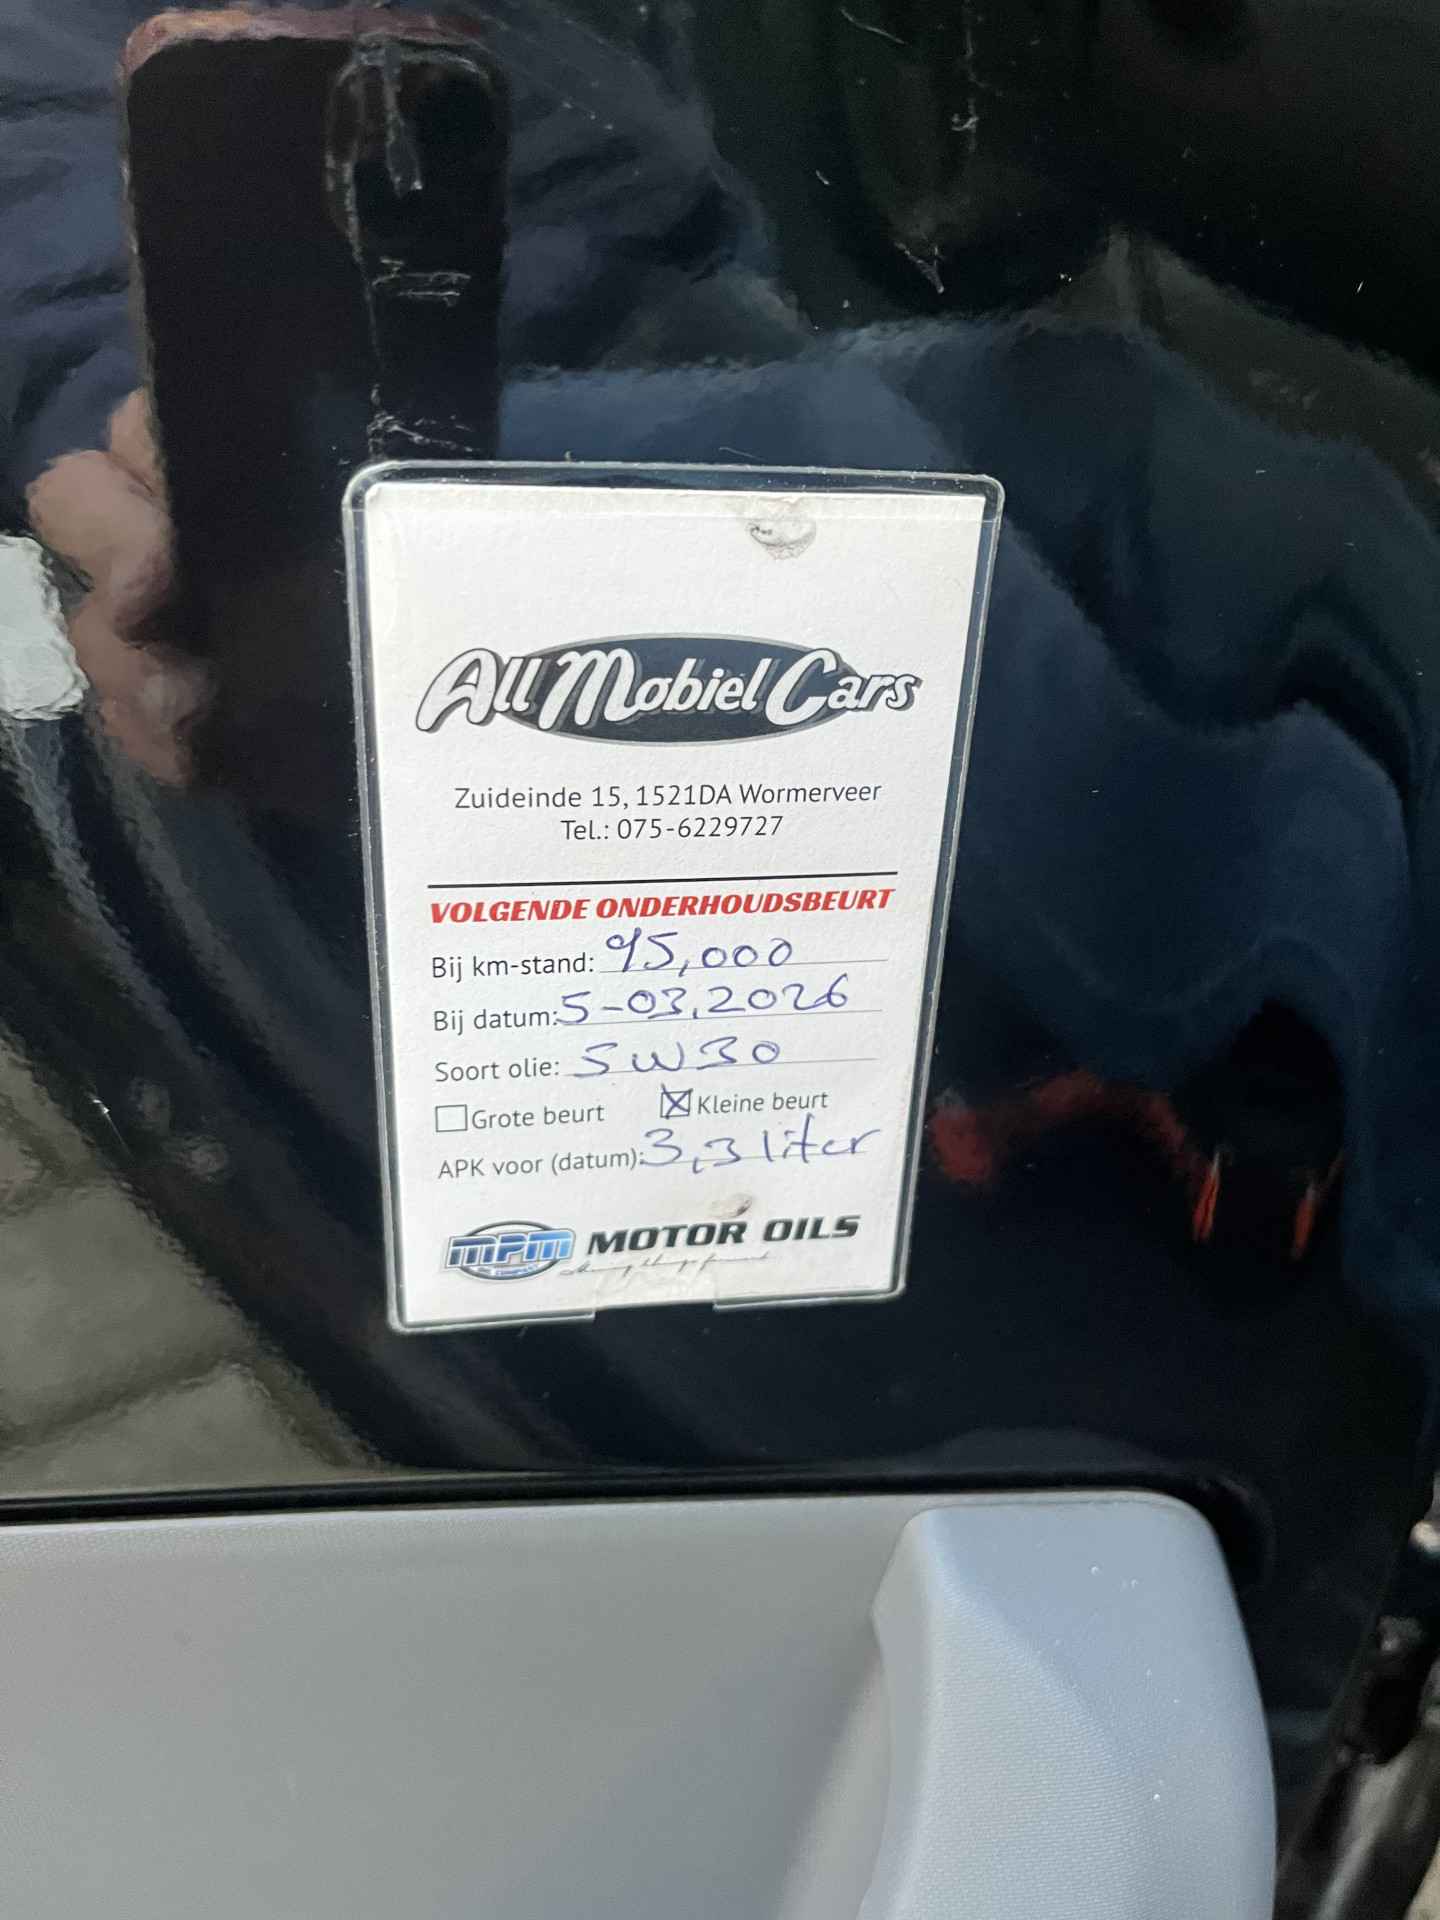 All Mobiel Cars
Zuideinde 15, 1521DA Wormerveer
Tel.: 075-6229727
VOLGENDE ONDERHOUDSBEURT
Bij km-stand: 95,000
Bij datum: 5-03,2026
Soort olie: 5W30
Grote beurt Kleine beurt
APK voor (datum): 3,3 liter
MPM MOTOR OILS